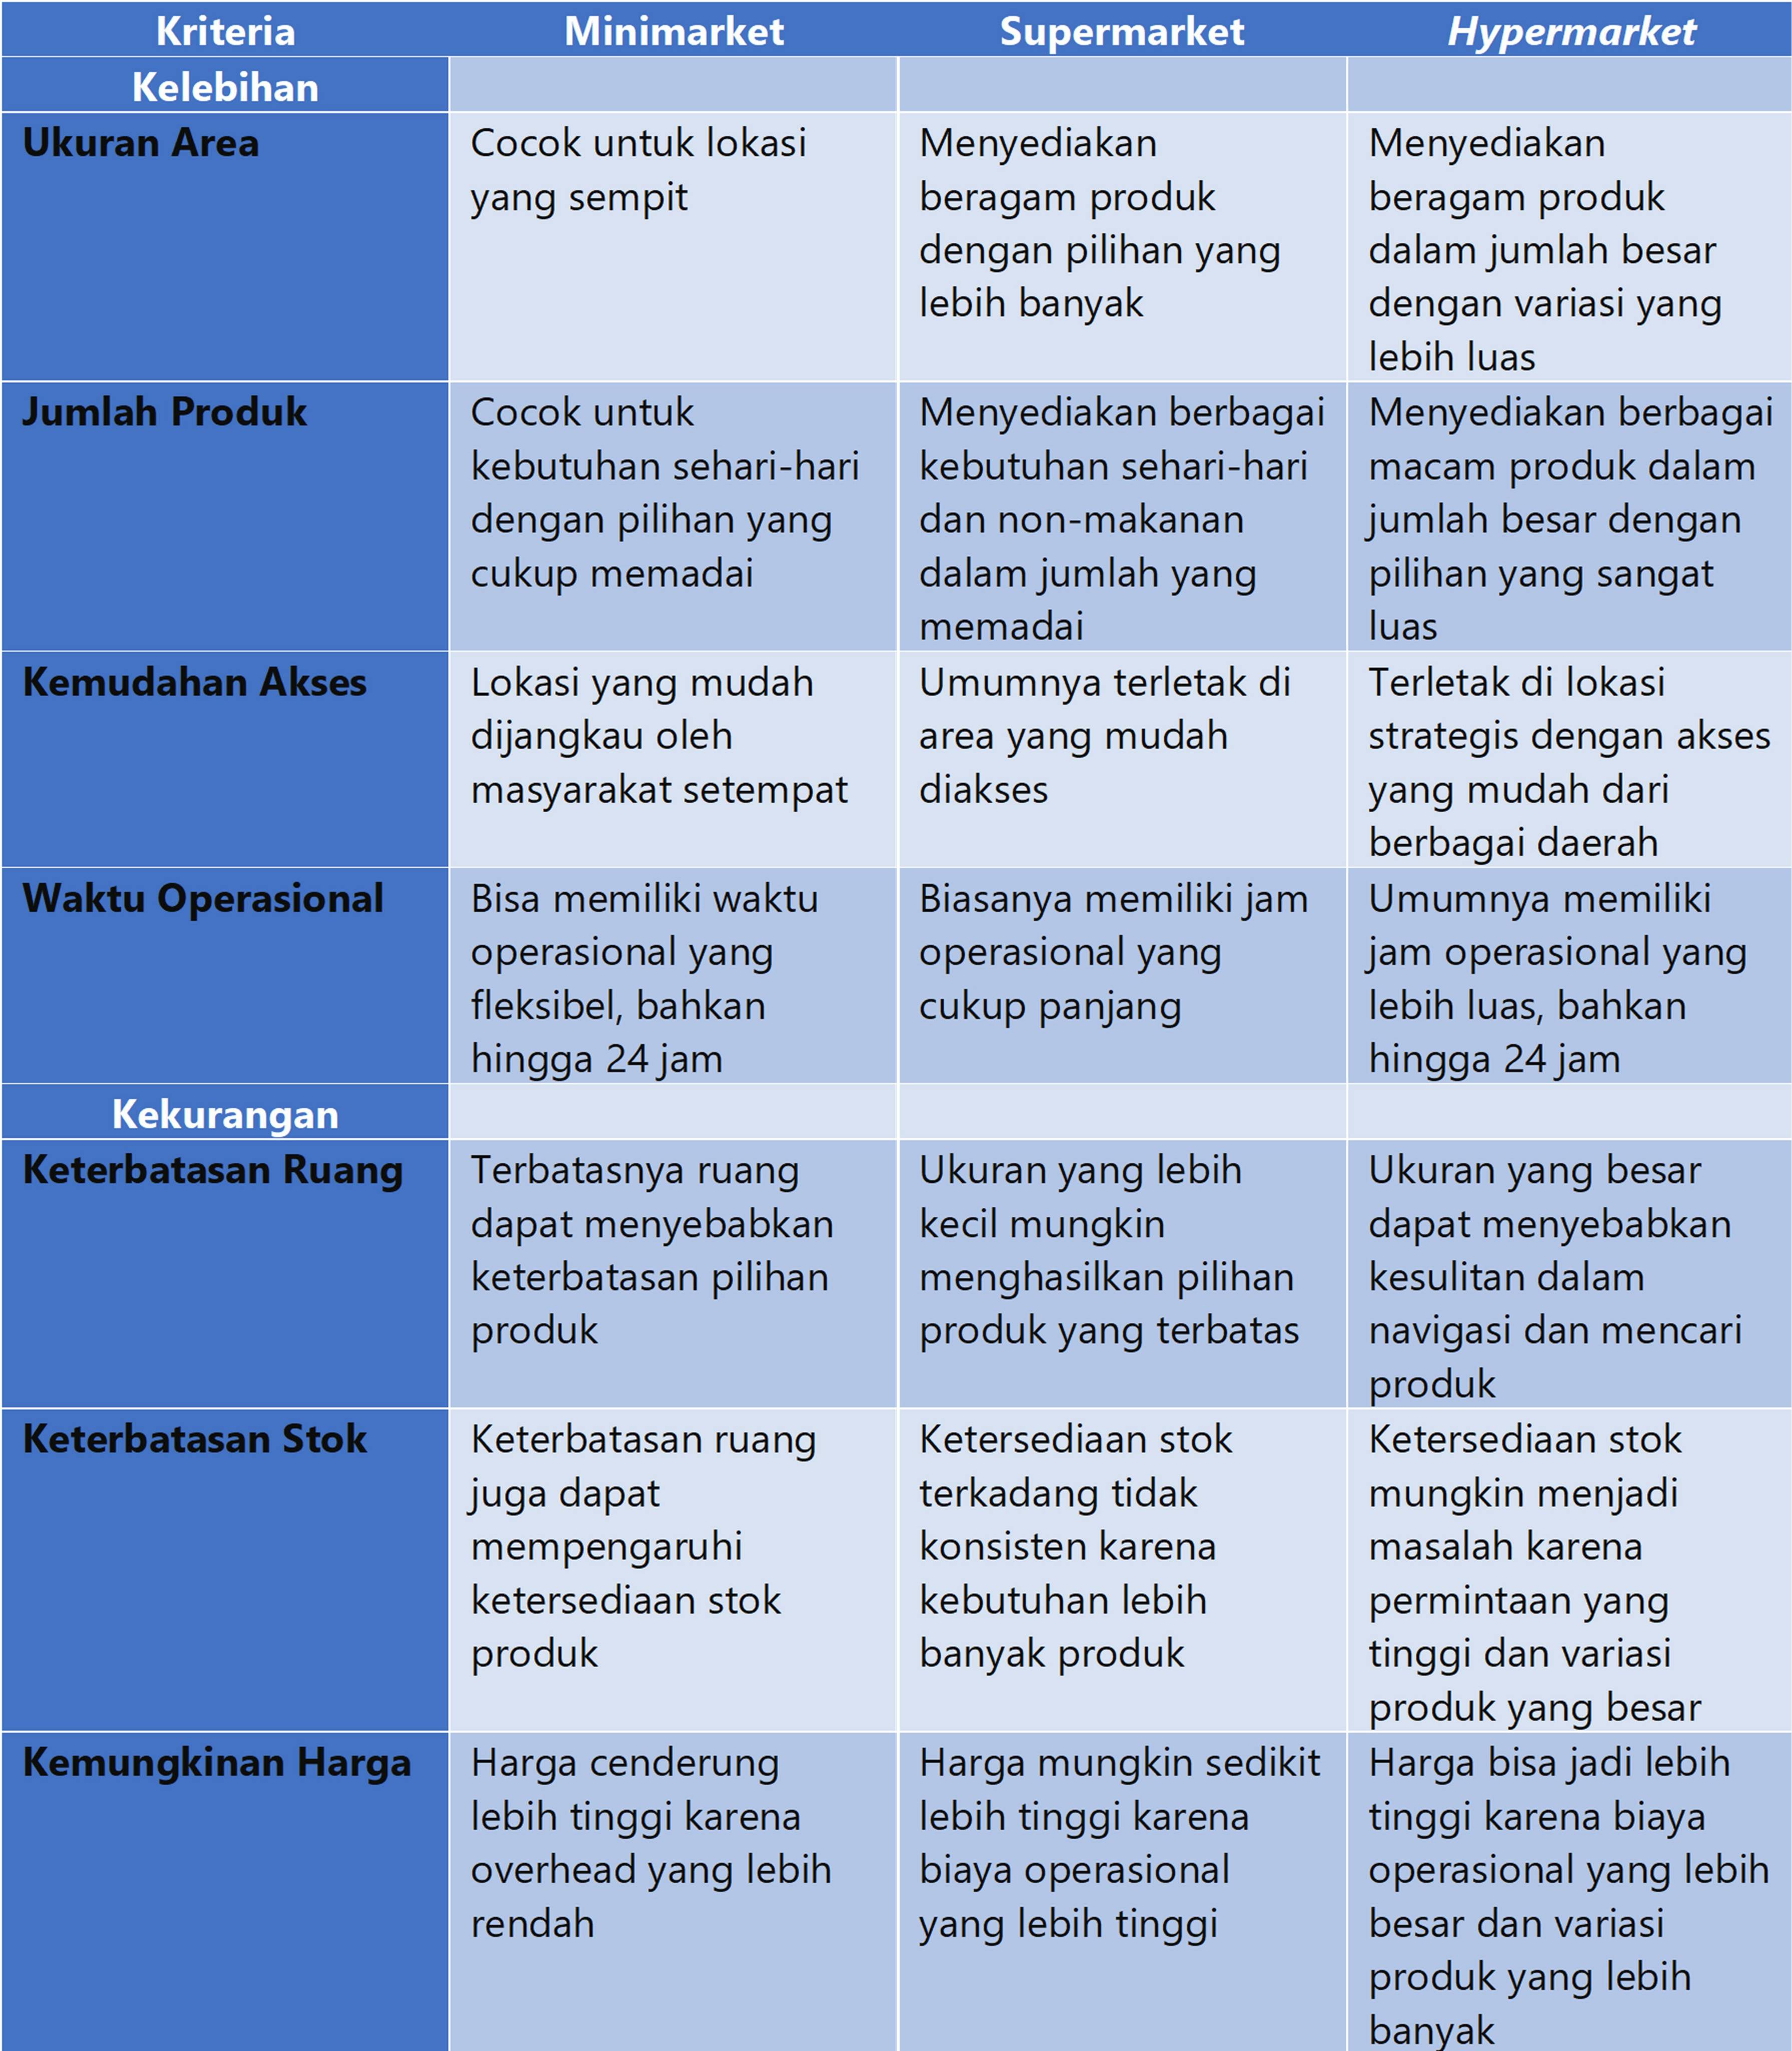 Kriteria
Minimarket
Supermarket
Hypermarket
Kelebihan
Ukuran Area
Cocok untuk lokasi
yang sempit
Menyediakan
beragam produk
dengan pilihan yang
lebih banyak
Menyediakan
beragam produk
dalam jumlah besar
dengan variasi yang
lebih luas
Jumlah Produk
Cocok untuk
kebutuhan sehari-hari
dengan pilihan yang
cukup memadai
Menyediakan berbagai
kebutuhan sehari-hari
dan non-makanan
dalam jumlah yang
memadai
Menyediakan berbagai
macam produk dalam
jumlah besar dengan
pilihan yang sangat
luas
Kemudahan Akses
Lokasi yang mudah
dijangkau oleh
masyarakat setempat
Umumnya terletak di
area yang mudah
diakses
Terletak di lokasi
strategis dengan akses
yang mudah dari
berbagai daerah
Waktu Operasional
Bisa memiliki waktu
operasional yang
fleksibel, bahkan
hingga 24 jam
Biasanya memiliki jam
operasional yang
cukup panjang
Umumnya memiliki
jam operasional yang
lebih luas, bahkan
hingga 24 jam
Kekurangan
Keterbatasan Ruang
Terbatasnya ruang
dapat menyebabkan
keterbatasan pilihan
produk
Ukuran yang lebih
kecil mungkin
menghasilkan pilihan
produk yang terbatas
Ukuran yang besar
dapat menyebabkan
kesulitan dalam
navigasi dan mencari
produk
Keterbatasan Stok
Keterbatasan ruang
juga dapat
mempengaruhi
ketersediaan stok
produk
Ketersediaan stok
terkadang tidak
konsisten karena
kebutuhan lebih
banyak produk
Ketersediaan stok
mungkin menjadi
masalah karena
permintaan yang
tinggi dan variasi
produk yang besar
Kemungkinan Harga
Harga cenderung
lebih tinggi karena
overhead yang lebih
rendah
Harga mungkin sedikit
lebih tinggi karena
biaya operasional
yang lebih tinggi
Harga bisa jadi lebih
tinggi karena biaya
operasional yang lebih
besar dan variasi
produk yang lebih
banyak